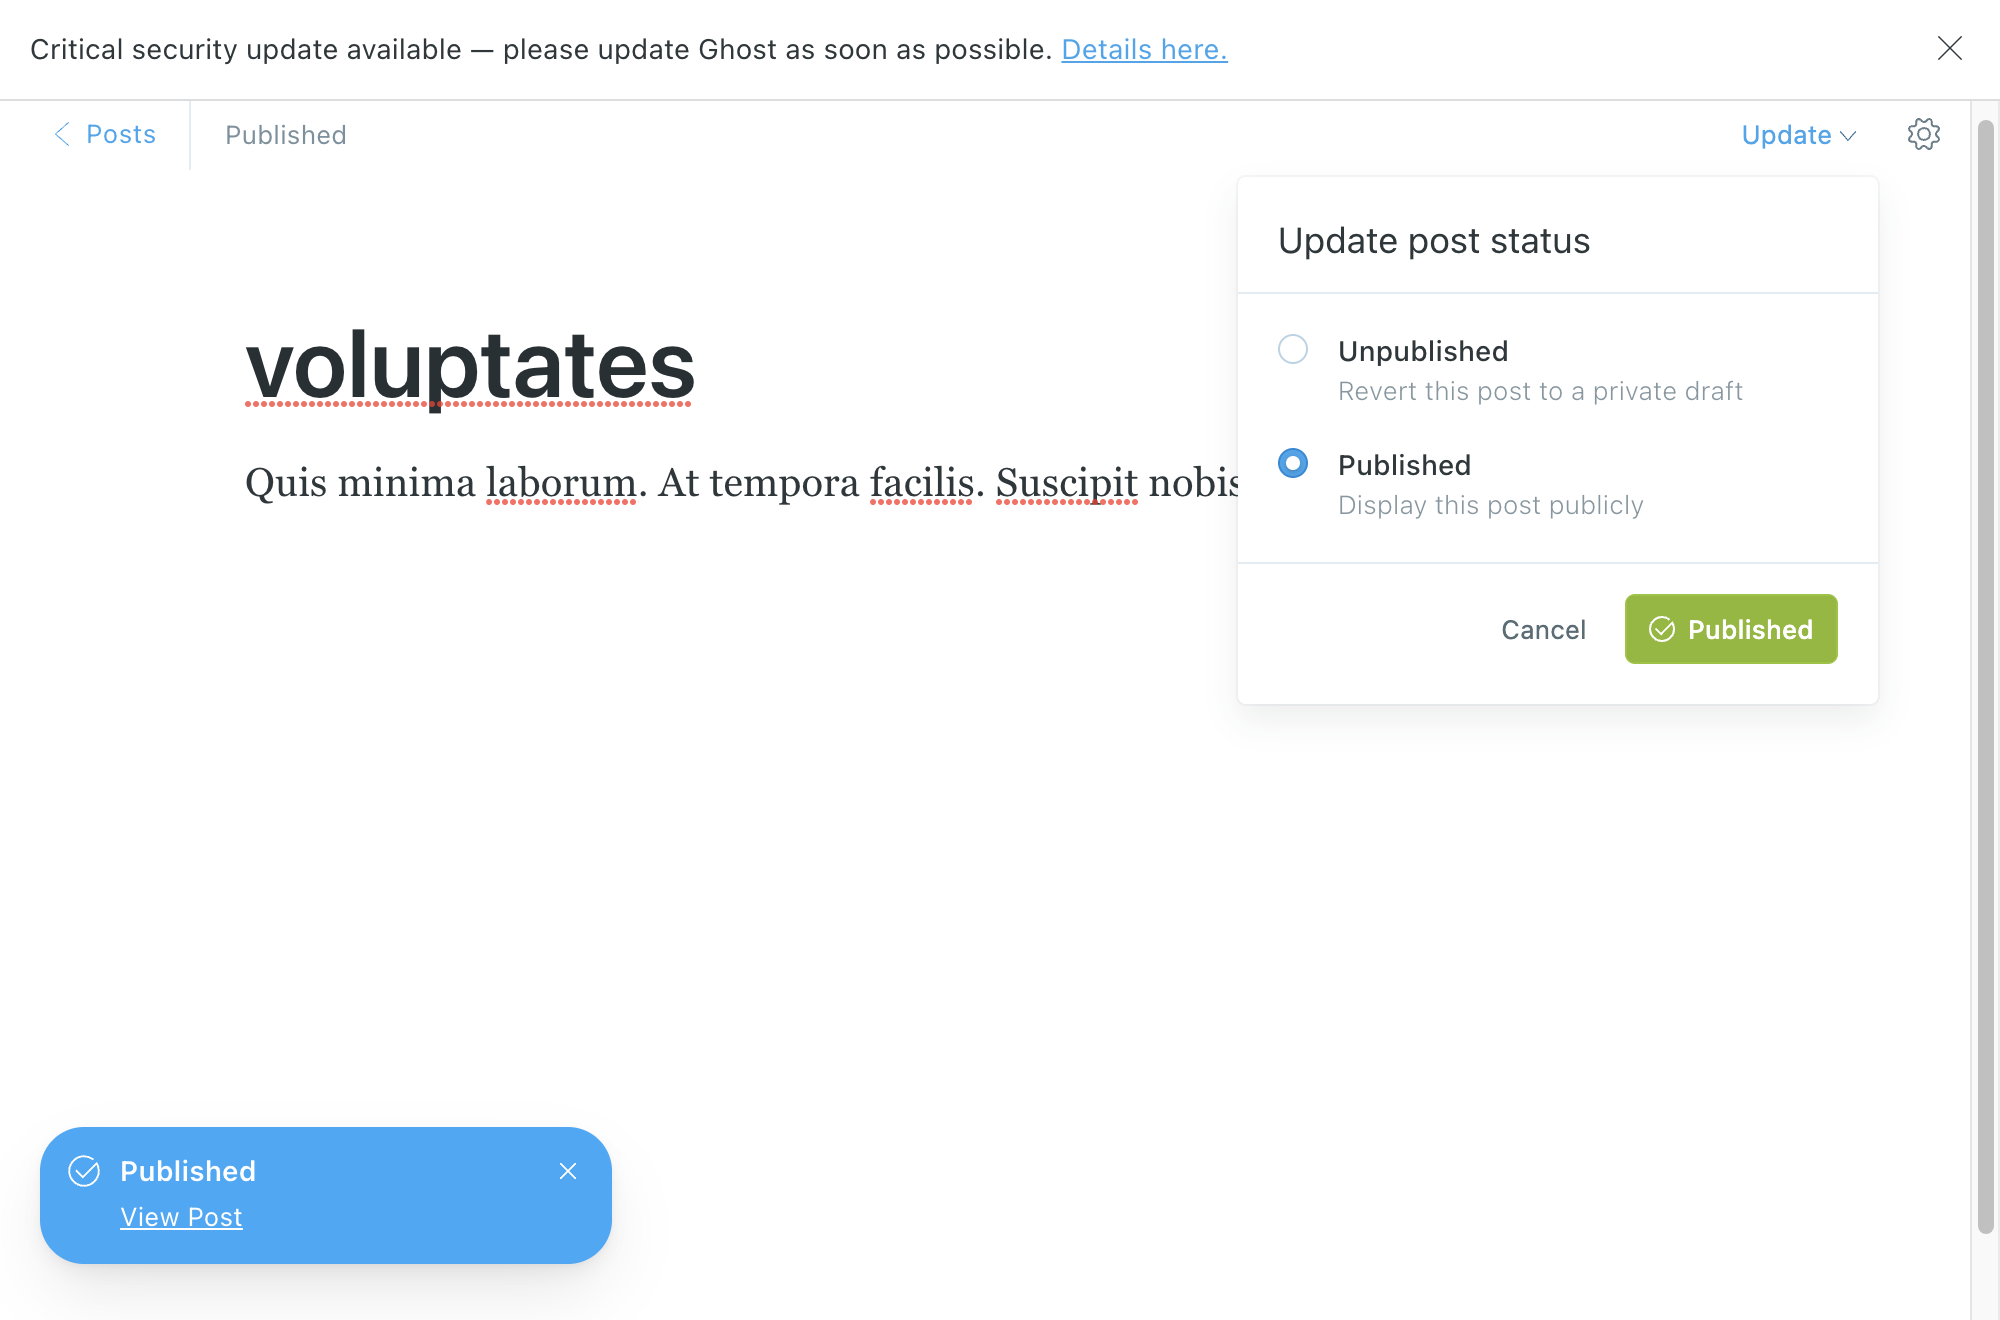 Critical security update available — please update Ghost as soon as possible. Details here.
Posts
Published
Update
Update post status
Unpublished
Revert this post to a private draft
Published
Display this post publicly
Cancel
Published
voluptates
Quis minima laborum. At tempora facilis. Suscipit nobis
Published
View Post